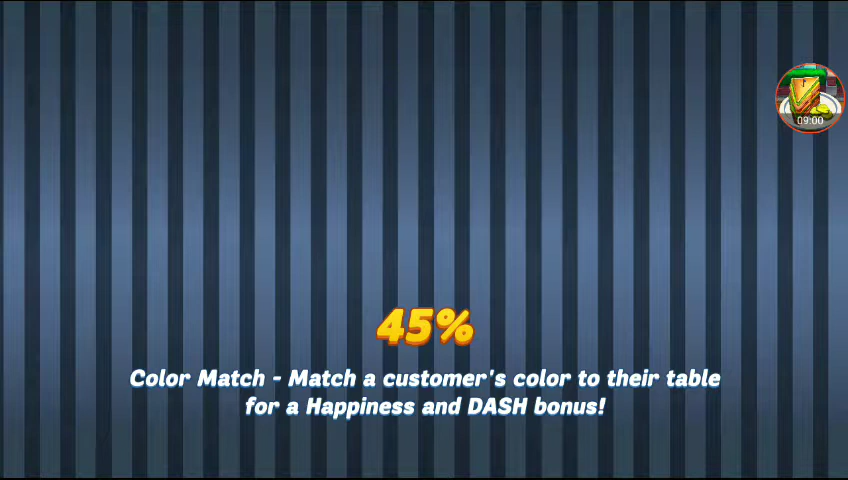 09:00
45%
Color Match - Match a customer's color to their table
for a Happiness and DASH bonus!